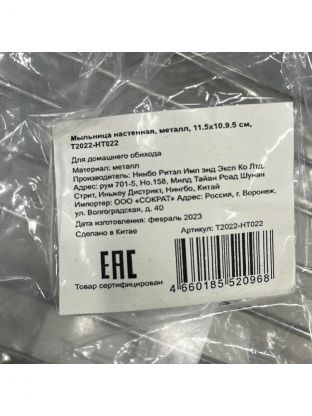 Мыльница настенная, металл, 11.5x10.9.5 см,
T2022-HT022
Для домашнего обихода
Материал: металл
Производитель: Нинбо Ритэл Имп энд Эксп Ко Лтд.
Адрес: рум 701-5, Но.158, Милд Тайан Роад Шунан
Стрит, Иньжоу Дистрикт, Нингбо, Китай
Импортер: ООО «СОКРАТ» Адрес: Россия, г. Воронеж.
ул. Волгоградская, д. 40
Дата изготовления: февраль 2023
Сделано в Китае
Артикул: T2022-HT022
EAC
Товар сертифицирован
4 660185 520968